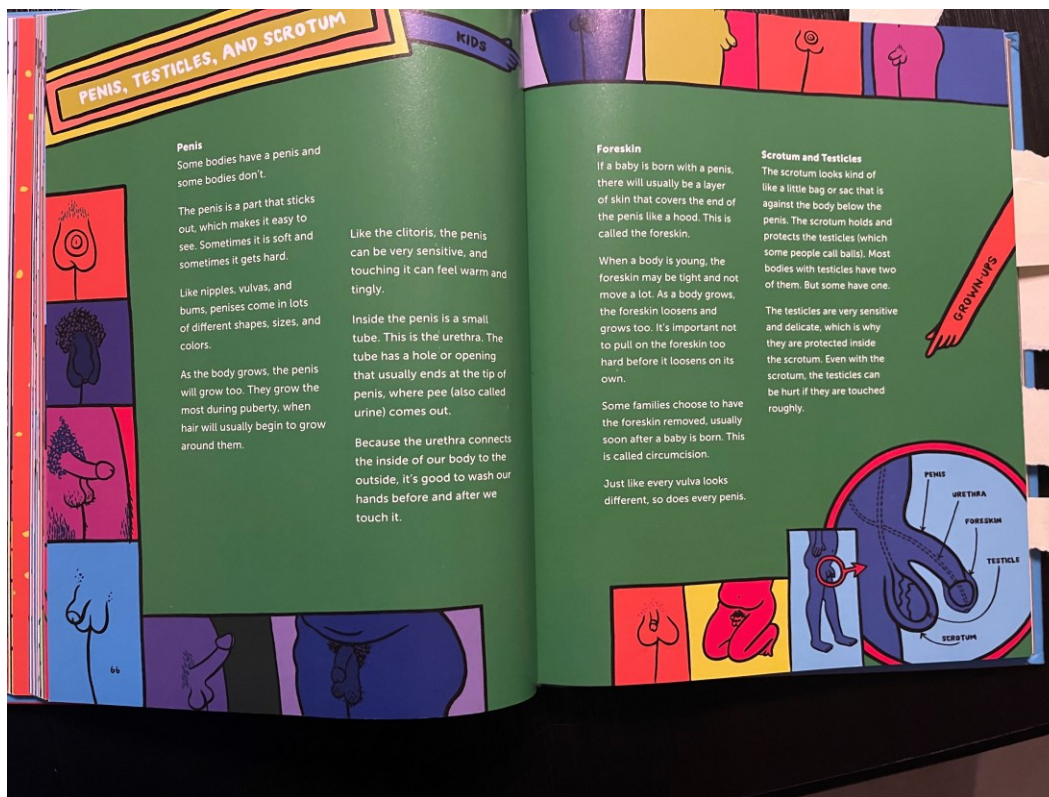 PENIS, TESTICLES, AND SCROTUM
KIDS
Penis
Some bodies have a penis and
some bodies don't.
The penis is a part that sticks
out, which makes it easy to
see. Sometimes it is soft and
sometimes it gets hard.
Like nipples, vulvas, and
bums, penises come in lots
of different shapes, sizes, and
colors.
As the body grows, the penis
will grow too. They grow the
most during puberty, when
hair will usually begin to grow
around them.
Like the clitoris, the penis
can be very sensitive, and
touching it can feel warm and
tingly.
Inside the penis is a small
tube. This is the urethra. The
tube has a hole or opening
that usually ends at the tip of
penis, where pee (also called
urine) comes out.
Because the urethra connects
the inside of our body to the
outside, it's good to wash our
hands before and after we
touch it.
66
Foreskin
If a baby is born with a penis,
there will usually be a layer
of skin that covers the end of
the penis like a hood. This is
called the foreskin.
When a body is young, the
foreskin may be tight and not
move a lot. As a body grows,
the foreskin loosens and
grows too. It's important not
to pull on the foreskin too
hard before it loosens on its
own.
Some families choose to have
the foreskin removed, usually
soon after a baby is born. This
is called circumcision.
Just like every vulva looks
different, so does every penis.
Scrotum and Testicles
The scrotum looks kind of
like a little bag or sac that is
against the body below the
penis. The scrotum holds and
protects the testicles (which
some people call balls). Most
bodies with testicles have two
of them. But some have one.
The testicles are very sensitive
and delicate, which is why
they are protected inside
the scrotum. Even with the
scrotum, the testicles can
be hurt if they are touched
roughly.
GROWN-UPS
PENIS
URETHRA
FORESKIN
TESTICLE
SCROTUM